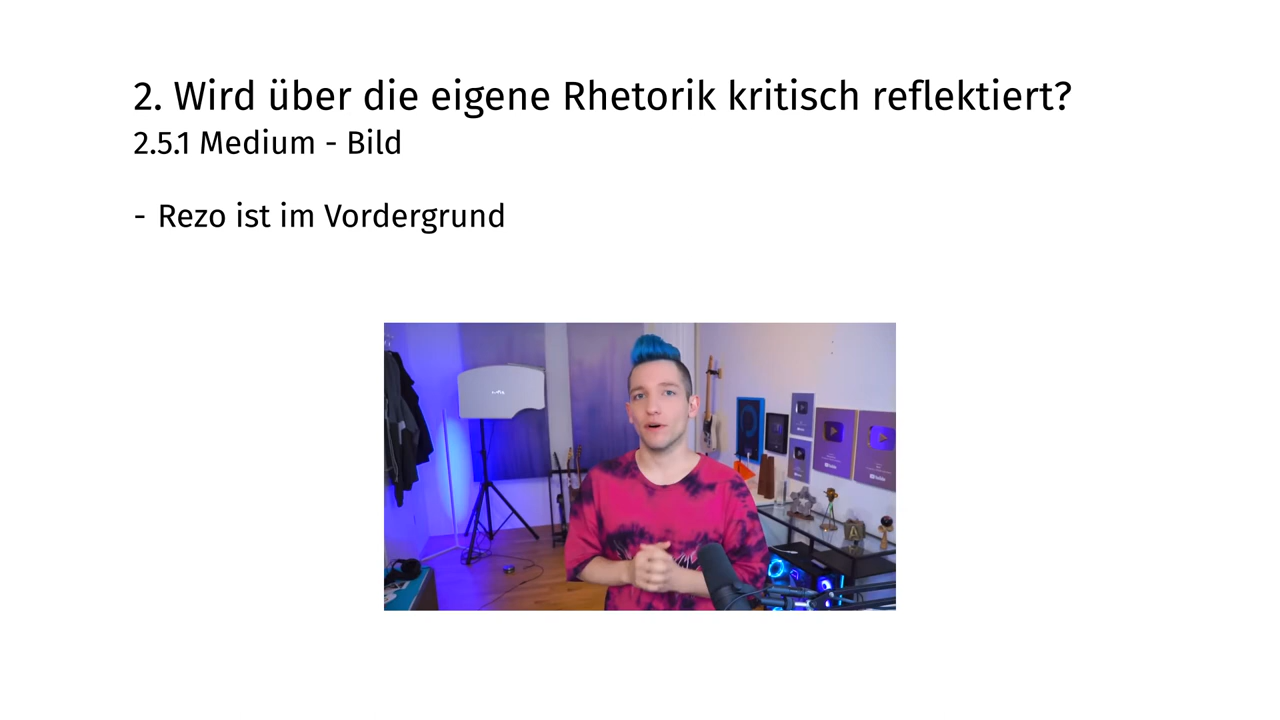 2. Wird über die eigene Rhetorik kritisch reflektiert?
2.5.1 Medium - Bild
- Rezo ist im Vordergrund